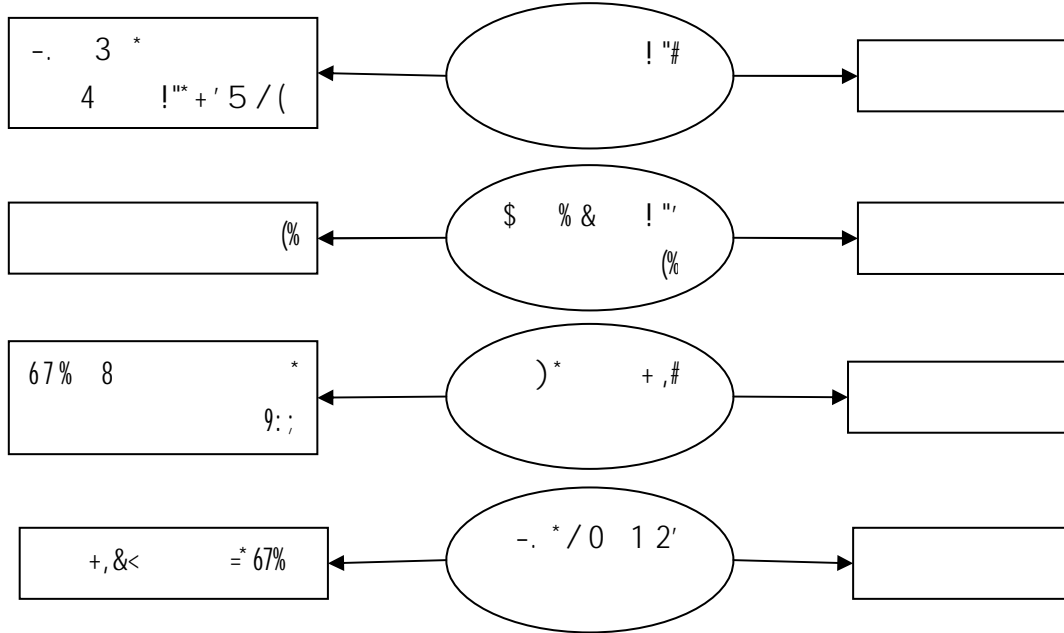 -. 3 *
4 !"*+'5/(
!"#
(%
$ %& !"'
(%
67% 8 *
9:;
)* +,#
+,&< =*67%
-. */0 12'